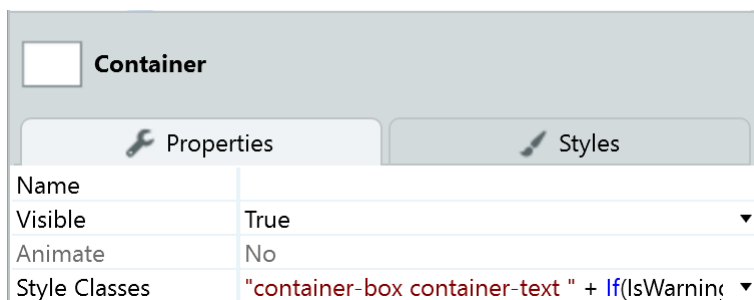 Container
Properties Styles
Name
Visible True
Animate No
Style Classes "container-box container-text " + If(IsWarning